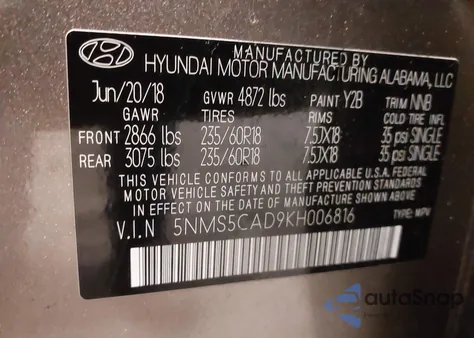 MANUFACTURED BY
HYUNDAI MOTOR MANUFACTURING ALABAMA, LLC
Jun/20/18 GVWR 4872 lbs PAINT Y2B TRIM NNB
GAWR TIRES RIMS COLD TIRE INFL
FRONT 2866 lbs 235/60R18 7.5JX18 35 psi SINGLE
REAR 3075 lbs 235/60R18 7.5JX18 35 psi SINGLE
THIS VEHICLE CONFORMS TO ALL APPLICABLE U.S.A. FEDERAL
MOTOR VEHICLE SAFETY AND THEFT PREVENTION STANDARDS
IN EFFECT ON THE DATE OF MANUFACTURE SHOWN ABOVE.
V.I.N 5NMS5CAD9KH006816 TYPE: MPV
autoSnap